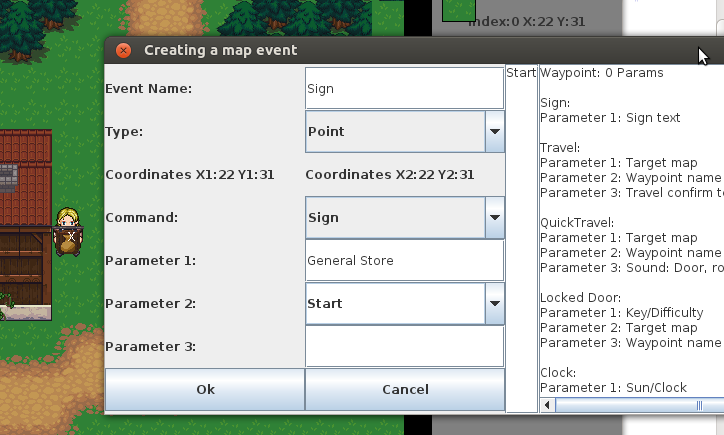 Index:0 X:22 Y:31
Creating a map event
Event Name:
Sign
Type:
Point
Coordinates X1:22 Y1:31
Coordinates X2:22 Y2:31
Command:
Sign
Parameter 1:
General Store
Parameter 2:
Start
Parameter 3:
Ok
Cancel
Start
Waypoint: 0 Params
Sign:
Parameter 1: Sign text
Travel:
Parameter 1: Target map
Parameter 2: Waypoint name
Parameter 3: Travel confirm
QuickTravel:
Parameter 1: Target map
Parameter 2: Waypoint name
Parameter 3: Sound: Door,
Locked Door:
Parameter 1: Key/Difficulty
Parameter 2: Target map
Parameter 3: Waypoint name
Clock:
Parameter 1: Sun/Clock